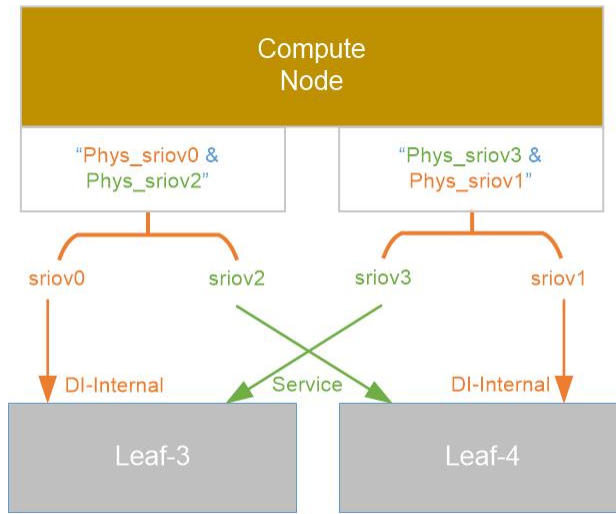 Compute
Node
“Phys_sriov0 &
Phys_sriov2”
“Phys_sriov3 &
Phys_sriov1”
sriov0
sriov2
sriov3
sriov1
DI-Internal
Service
DI-Internal
Leaf-3
Leaf-4